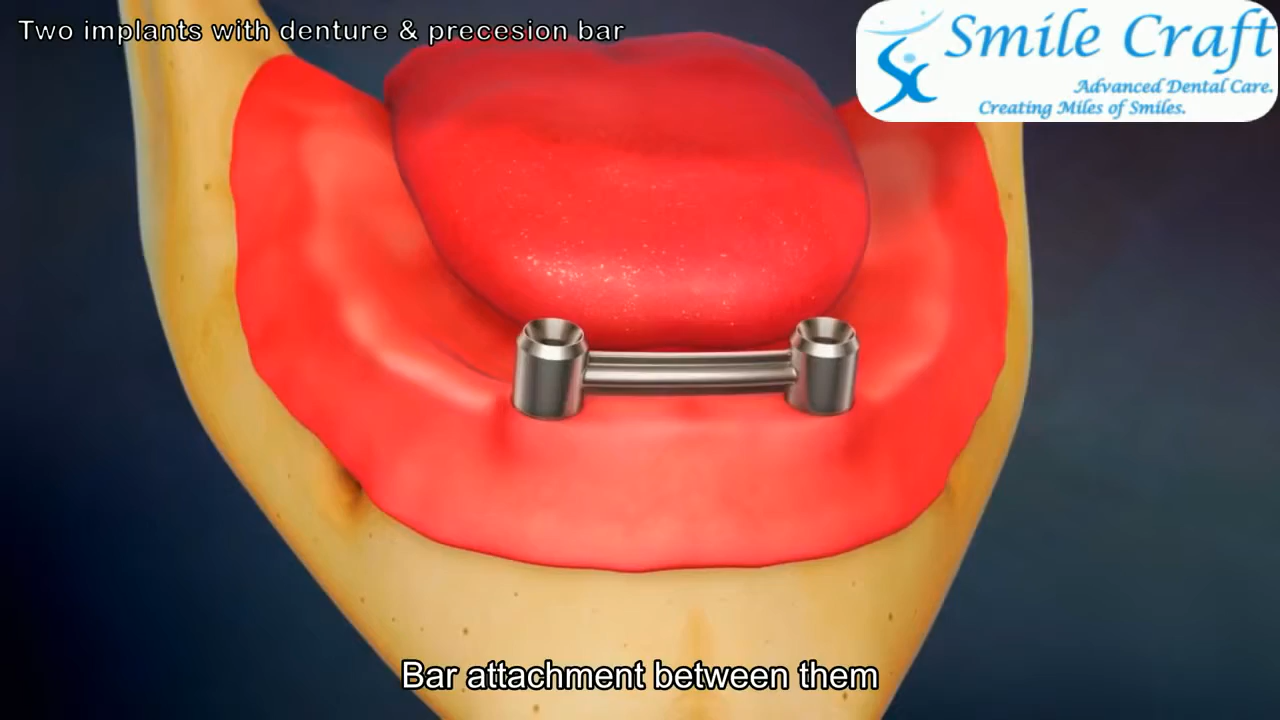 Two implants with denture & precesion bar
Smile Craft
Advanced Dental Care.
Creating Miles of Smiles.
Bar attachment between them